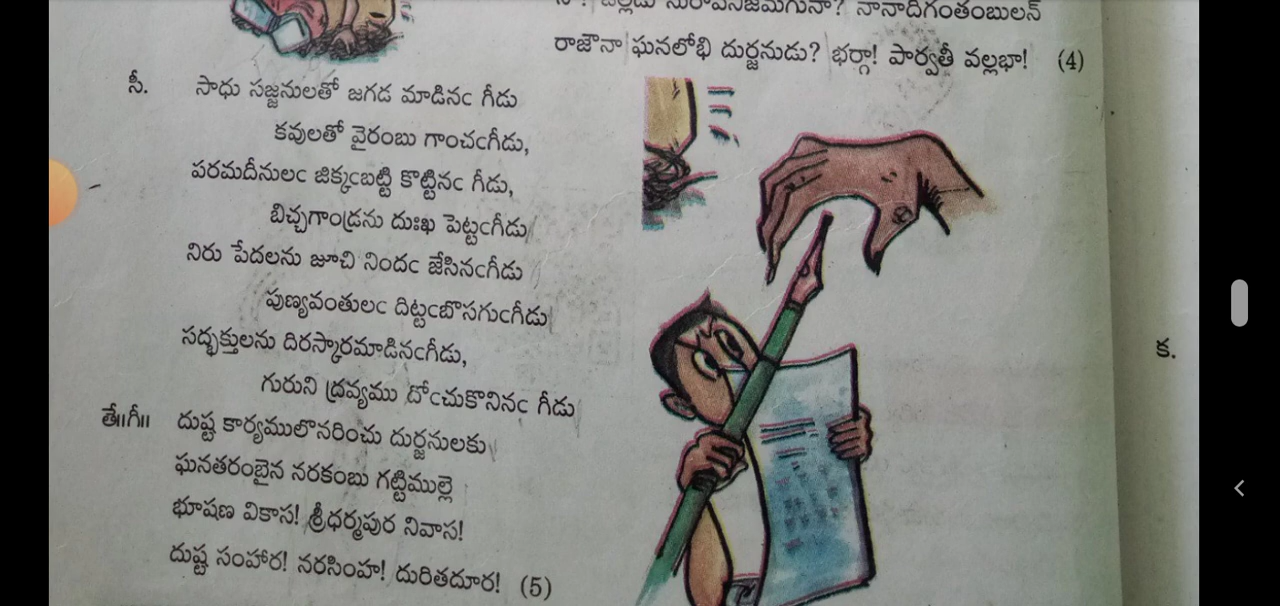 రాజౌనా ఘనలోభి దుర్జనుడు? భర్గా! పార్వతీ వల్లభా! (4)
సీ. సాధు సజ్జనులతో జగడ మాడినఁ గీడు
కవులతో వైరంబు గాంచఁగీడు,
పరమదీనులఁ జిక్కఁబట్టి కొట్టినఁ గీడు,
బిచ్చగాండ్రను దుఃఖ పెట్టఁగీడు
నిరు పేదలను జూచి నిందఁ జేసినఁగీడు
పుణ్యవంతులఁ దిట్టఁబొసగుఁగీడు
సద్భక్తులను దిరస్కారమాడినఁగీడు,
గురుని ద్రవ్యము దోఁచుకొనినఁ గీడు
తే॥గీ॥ దుష్ట కార్యములొనరించు దుర్జనులకు
ఘనతరంబైన నరకంబు గట్టిముల్లె
భూషణ వికాస! శ్రీధర్మపుర నివాస!
దుష్ట సంహార! నరసింహ! దురితదూర! (5)
క.